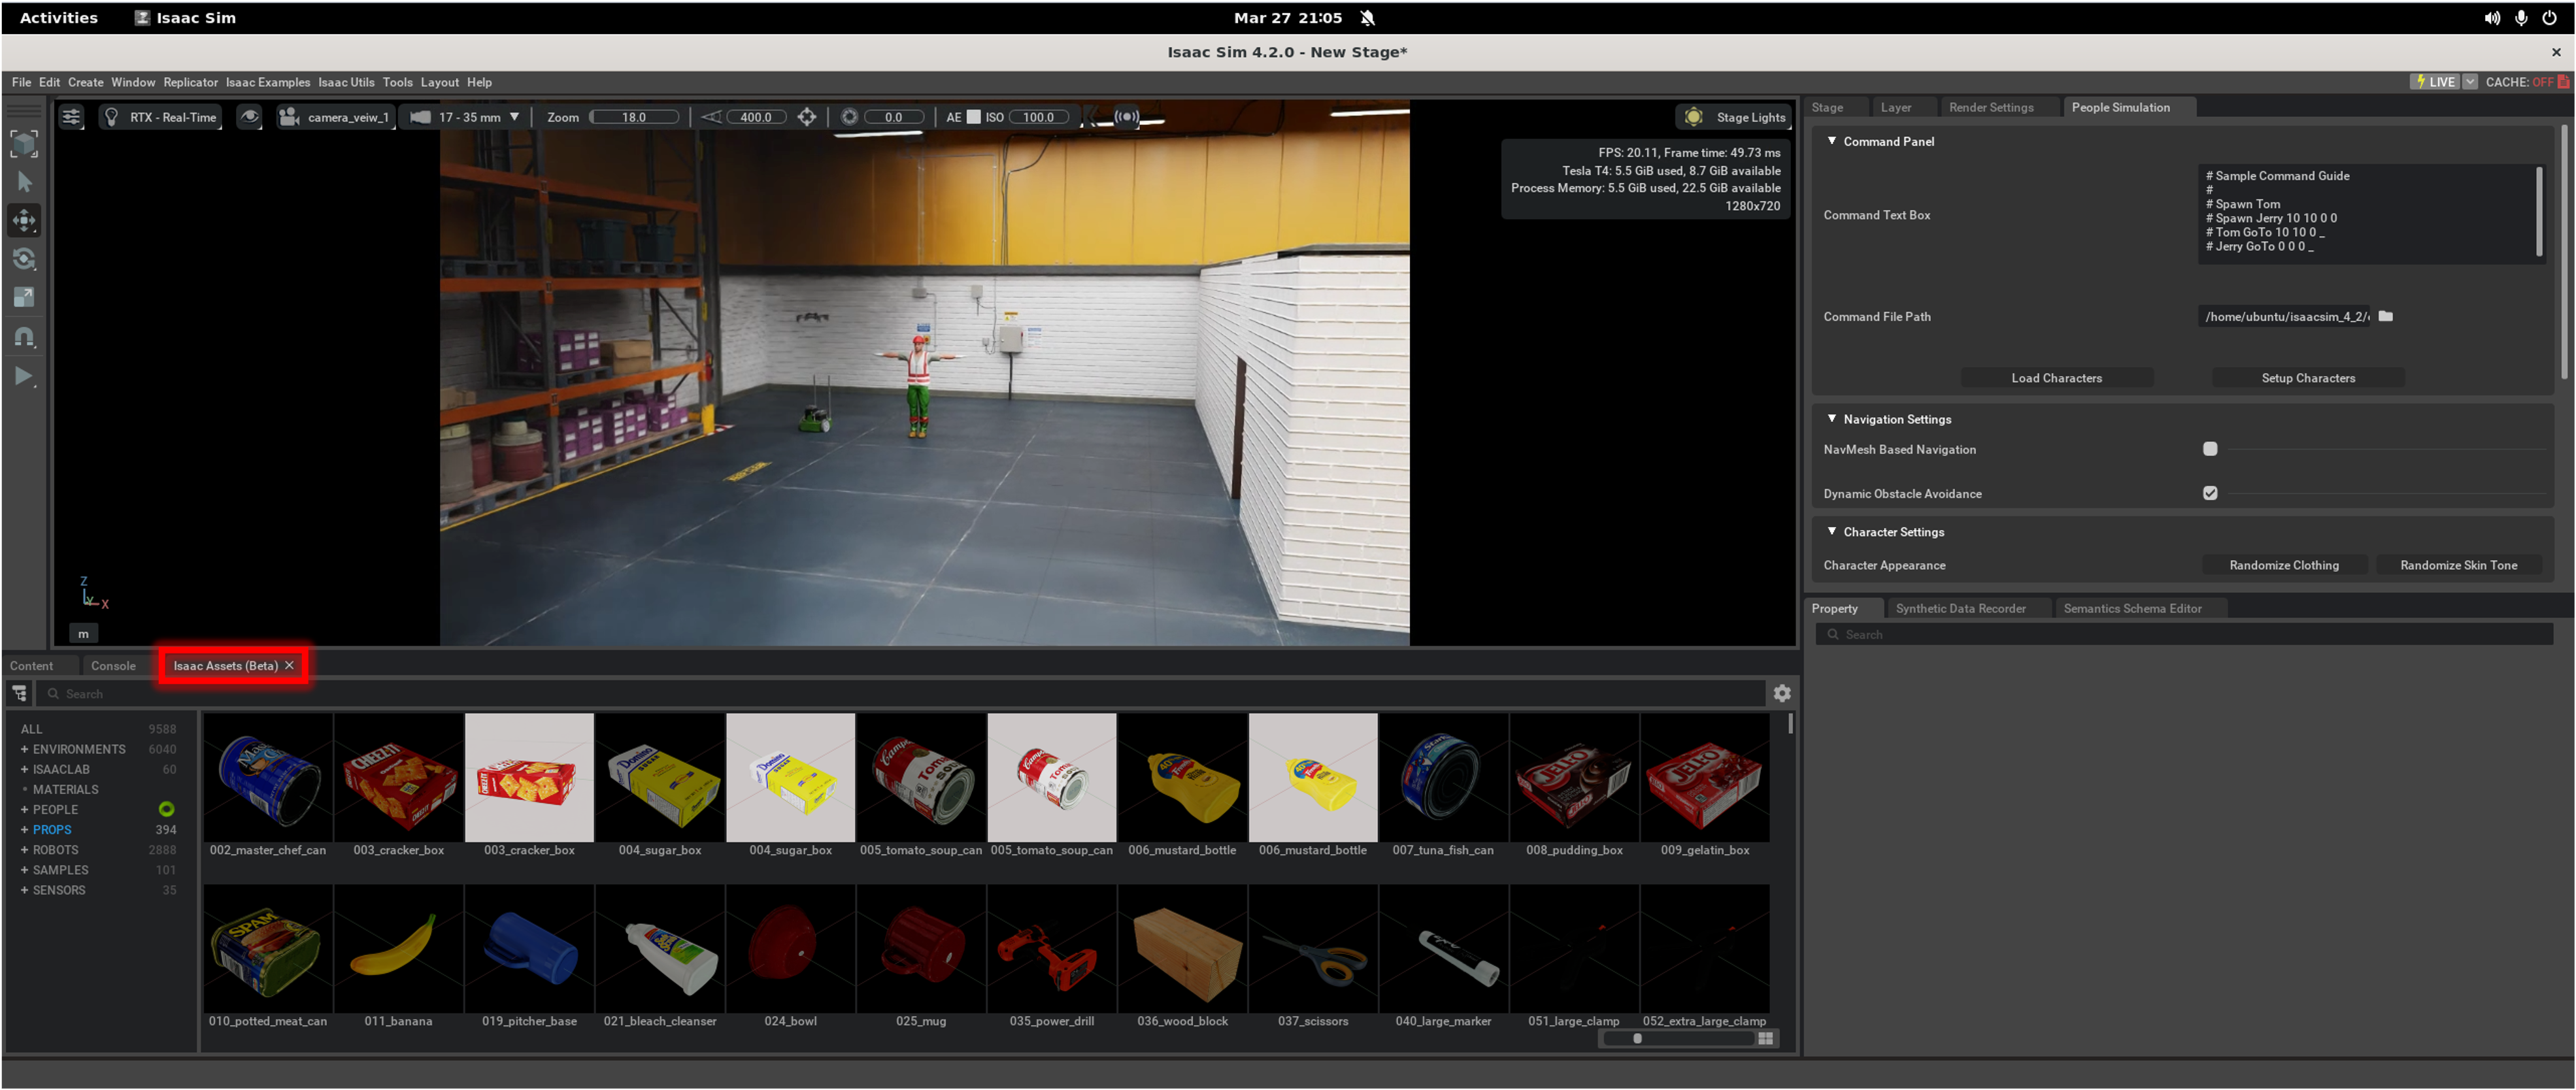 Activities Isaac Sim Mar 27 21:05
Isaac Sim 4.2.0 - New Stage*
File Edit Create Window Replicator Isaac Examples Isaac Utils Tools Layout Help LIVE CACHE: OFF
RTX - Real-Time camera_veiw_1 17 - 35 mm Zoom 18.0 400.0 0.0 AE ISO 100.0 Stage Lights
FPS: 20.11, Frame time: 49.73 ms
Tesla T4: 5.5 GiB used, 8.7 GiB available
Process Memory: 5.5 GiB used, 22.5 GiB available
1280x720
Z
Y X
m
Stage Layer Render Settings People Simulation
Command Panel
Command Text Box
# Sample Command Guide
#
# Spawn Tom
# Spawn Jerry 10 10 0 0
# Tom GoTo 10 10 0 _
# Jerry GoTo 0 0 0 _
Command File Path /home/ubuntu/isaacsim_4_2/
Load Characters Setup Characters
Navigation Settings
NavMesh Based Navigation
Dynamic Obstacle Avoidance
Character Settings
Character Appearance Randomize Clothing Randomize Skin Tone
Property Synthetic Data Recorder Semantics Schema Editor
Search
Content Console Isaac Assets (Beta)
Search
ALL 9588
+ ENVIRONMENTS 6040
+ ISAACLAB 60
• MATERIALS
+ PEOPLE
+ PROPS 394
+ ROBOTS 2888
+ SAMPLES 101
+ SENSORS 35
002_master_chef_can 003_cracker_box 003_cracker_box 004_sugar_box 004_sugar_box 005_tomato_soup_can 005_tomato_soup_can 006_mustard_bottle 006_mustard_bottle 007_tuna_fish_can 008_pudding_box 009_gelatin_box
010_potted_meat_can 011_banana 019_pitcher_base 021_bleach_cleanser 024_bowl 025_mug 035_power_drill 036_wood_block 037_scissors 040_large_marker 051_large_clamp 052_extra_large_clamp